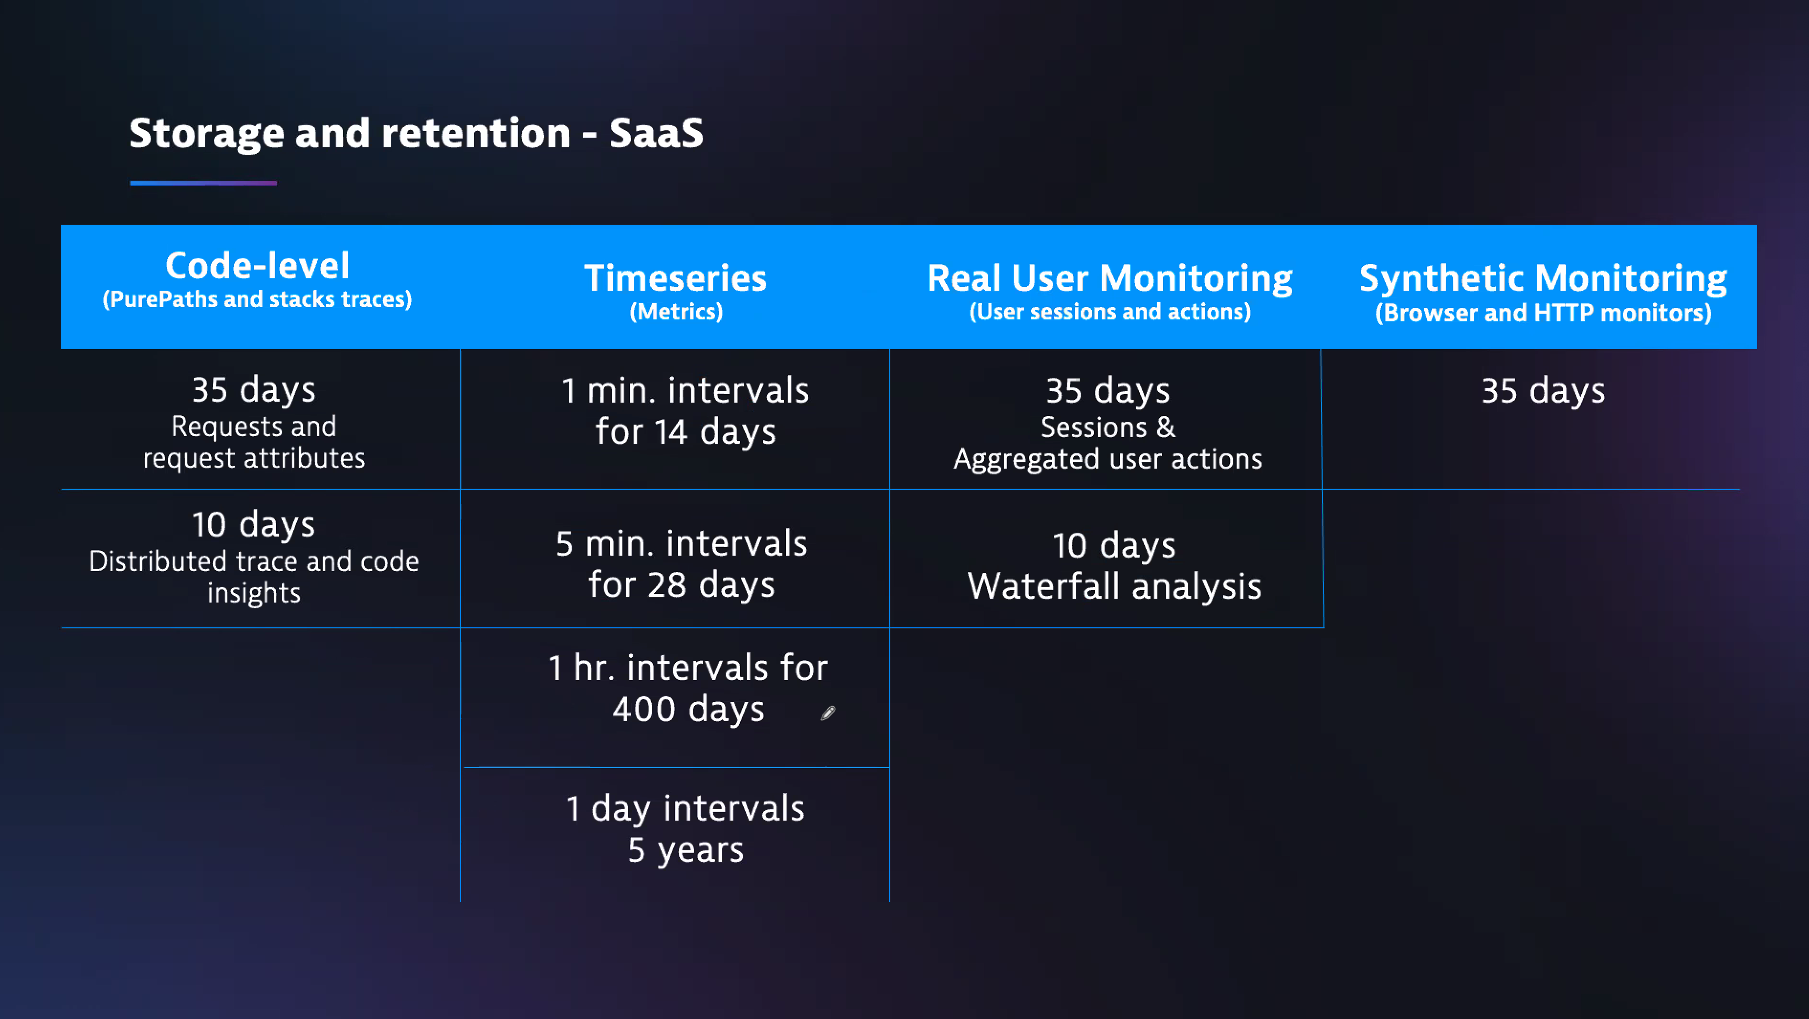 Storage and retention - SaaS
Code-level
(PurePaths and stacks traces)
Timeseries
(Metrics)
Real User Monitoring
(User sessions and actions)
Synthetic Monitoring
(Browser and HTTP monitors)
35 days
Requests and
request attributes
1 min. intervals
for 14 days
35 days
Sessions &
Aggregated user actions
35 days
10 days
Distributed trace and code
insights
5 min. intervals
for 28 days
10 days
Waterfall analysis
1 hr. intervals for
400 days
1 day intervals
5 years